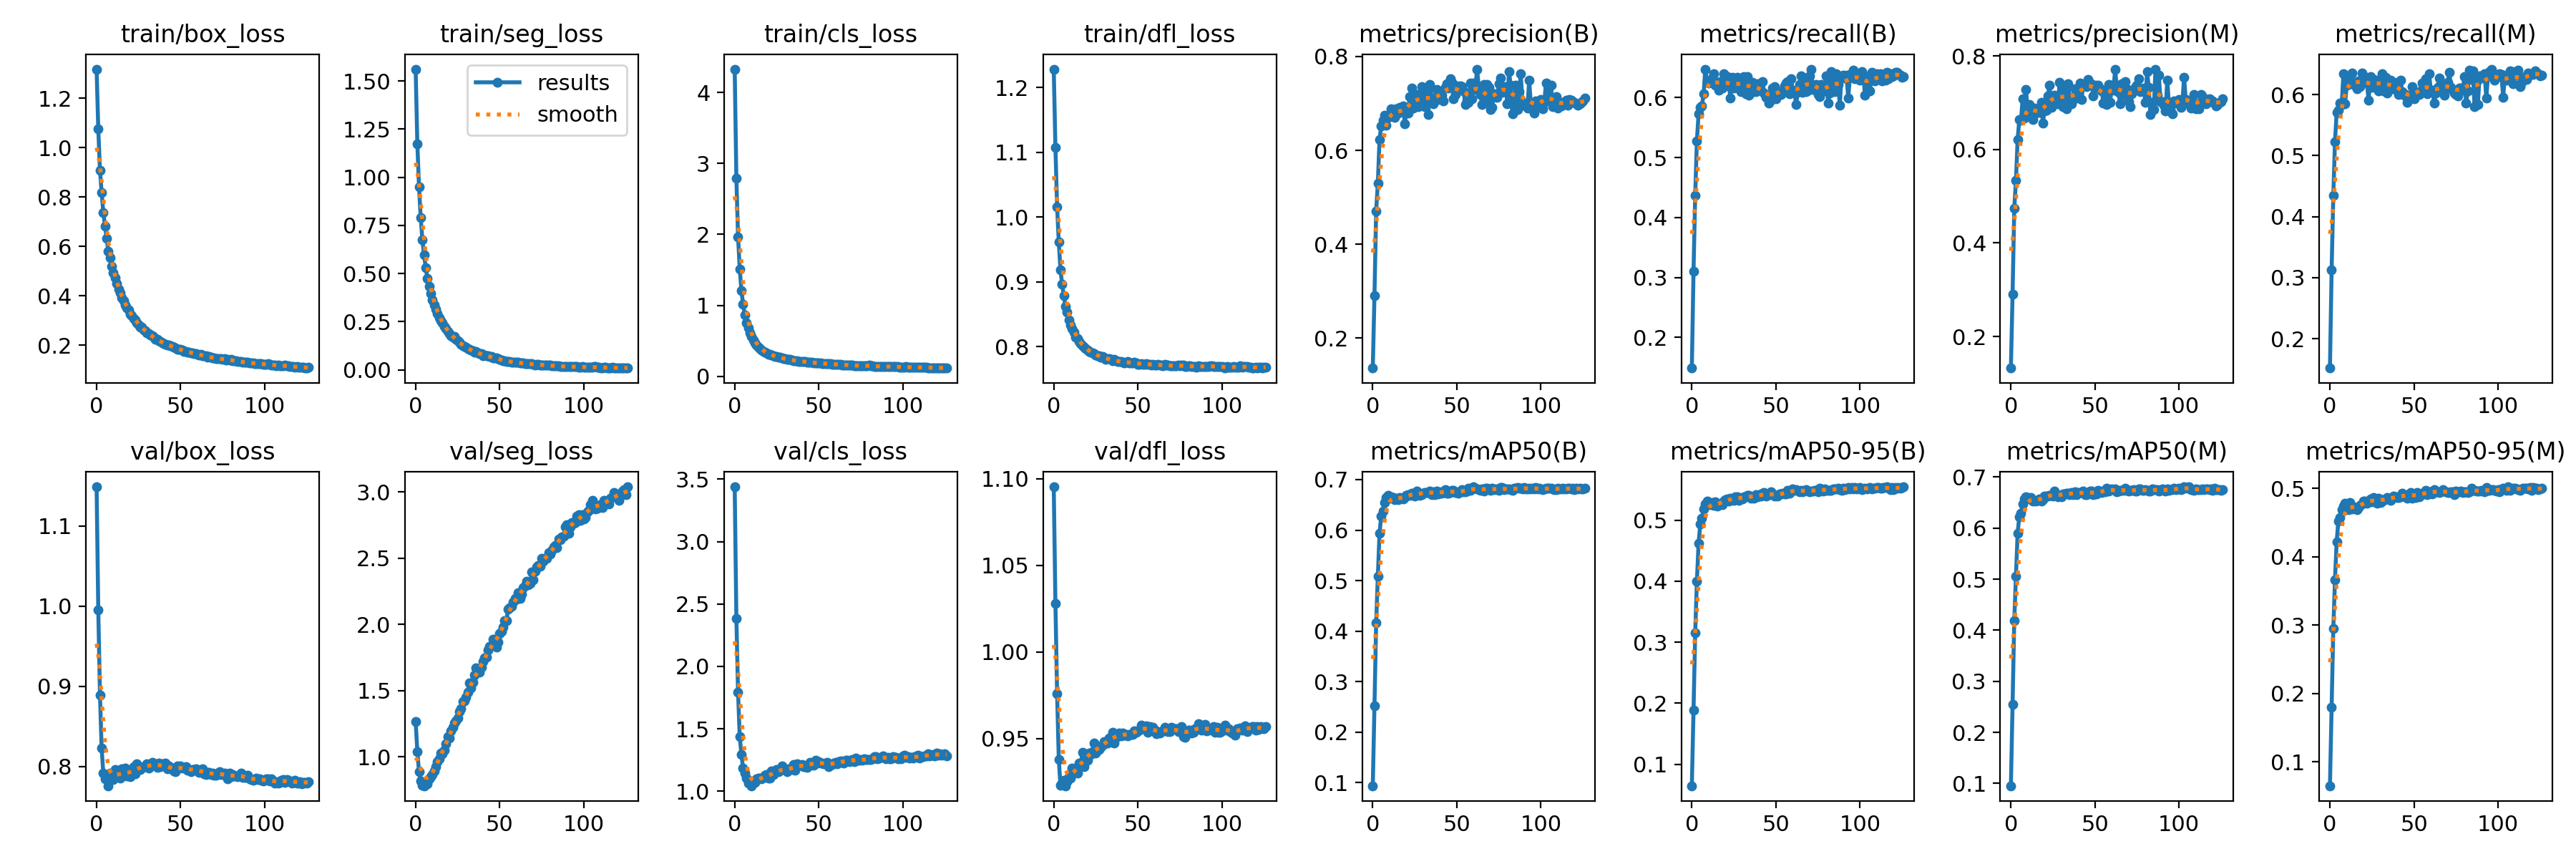 train/box_loss
train/seg_loss
train/cls_loss
train/dfl_loss
metrics/precision(B)
metrics/recall(B)
metrics/precision(M)
metrics/recall(M)
results
smooth
1.2
1.0
0.8
0.6
0.4
0.2
0 50 100
1.50
1.25
1.00
0.75
0.50
0.25
0.00
0 50 100
4
3
2
1
0
0 50 100
1.2
1.1
1.0
0.9
0.8
0 50 100
0.8
0.6
0.4
0.2
0 50 100
0.6
0.5
0.4
0.3
0.2
0 50 100
0.8
0.6
0.4
0.2
0 50 100
0.6
0.5
0.4
0.3
0.2
0 50 100
val/box_loss
val/seg_loss
val/cls_loss
val/dfl_loss
metrics/mAP50(B)
metrics/mAP50-95(B)
metrics/mAP50(M)
metrics/mAP50-95(M)
1.1
1.0
0.9
0.8
0 50 100
3.0
2.5
2.0
1.5
1.0
0 50 100
3.5
3.0
2.5
2.0
1.5
1.0
0 50 100
1.10
1.05
1.00
0.95
0 50 100
0.7
0.6
0.5
0.4
0.3
0.2
0.1
0 50 100
0.5
0.4
0.3
0.2
0.1
0 50 100
0.7
0.6
0.5
0.4
0.3
0.2
0.1
0 50 100
0.5
0.4
0.3
0.2
0.1
0 50 100